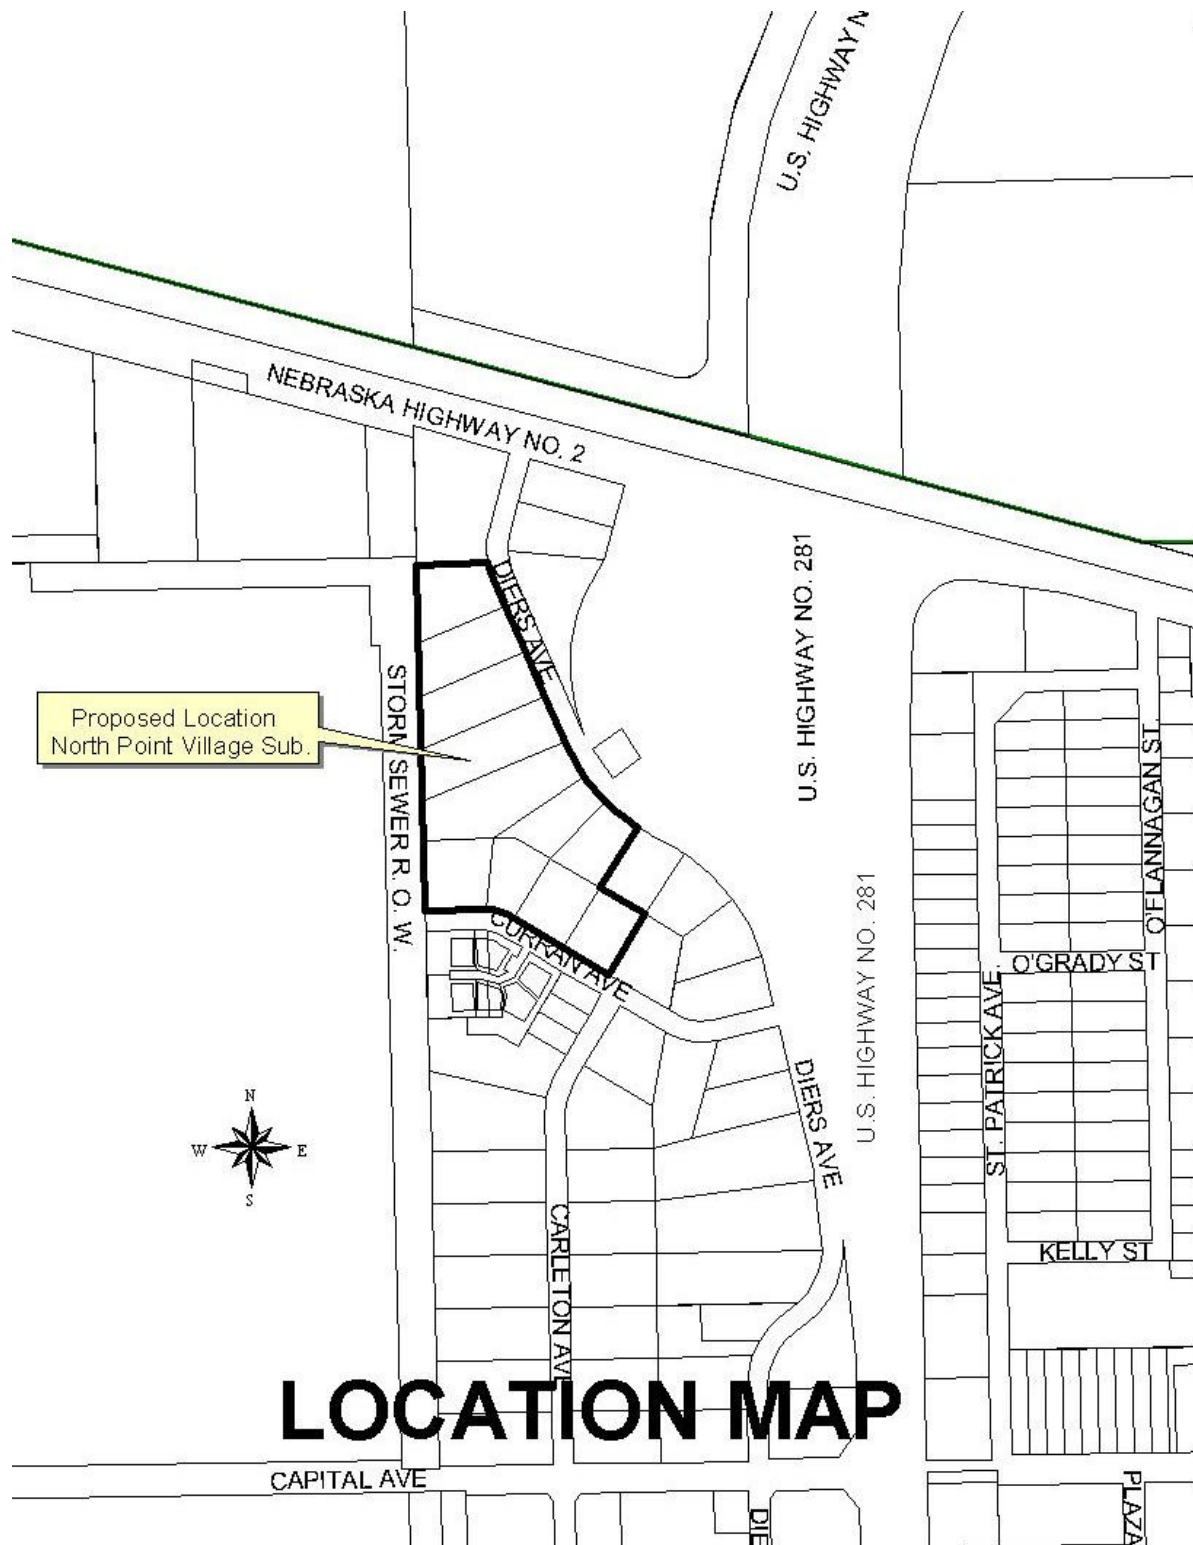 U.S. HIGHWAY N
NEBRASKA HIGHWAY NO. 2
U.S. HIGHWAY NO. 281
DIERS AVE
STORM SEWER R. O. W.
Proposed Location
North Point Village Sub.
O'FLANNAGAN ST.
U.S. HIGHWAY NO. 281
CURRAN AVE
O'GRADY ST
ST. PATRICK AVE.
DIERS AVE
N
W
E
S
CARLETON AVE
KELLY ST
LOCATION MAP
CAPITAL AVE
PLAZA
DIE